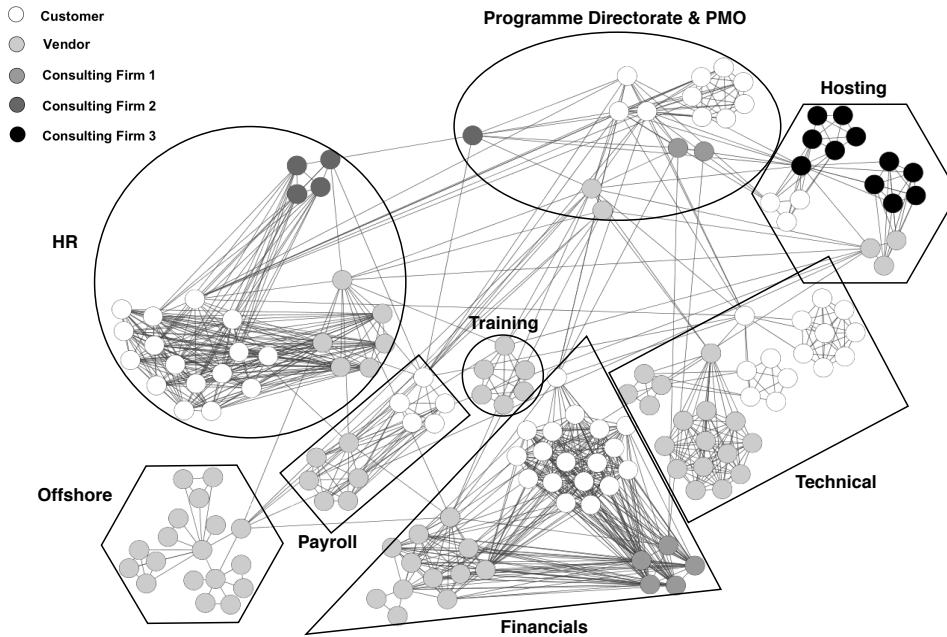 Customer
Vendor
Consulting Firm 1
Consulting Firm 2
Consulting Firm 3
Programme Directorate & PMO
Hosting
HR
Training
Technical
Offshore
Payroll
Financials